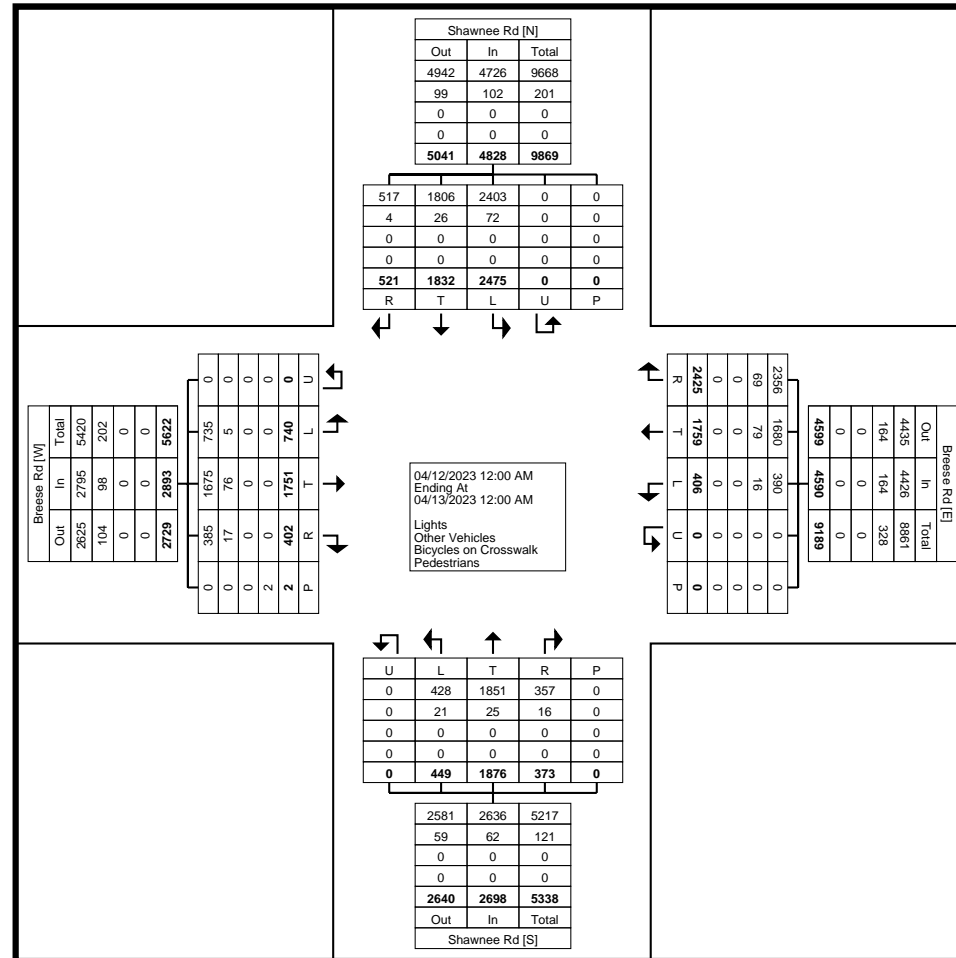 Shawnee Rd [N]
Out In Total
4942 4726 9668
99 102 201
0 0 0
0 0 0
5041 4828 9869
517 1806 2403 0 0
4 26 72 0 0
0 0 0 0 0
0 0 0 0 0
521 1832 2475 0 0
R T L U P
Breese Rd [W]
Total In Out
5420 2795 2625
202 98 104
0 0 0
0 0 0
5622 2893 2729
0 735 1675 385 0
0 5 76 17 0
0 0 0 0 0
0 0 0 0 2
0 740 1751 402 2
U L T R P
04/12/2023 12:00 AM
Ending At
04/13/2023 12:00 AM
Lights
Other Vehicles
Bicycles on Crosswalk
Pedestrians
Breese Rd [E]
Out In Total
4435 4426 8861
164 164 328
0 0 0
0 0 0
4599 4590 9189
2356 1680 390 0 0
69 79 16 0 0
0 0 0 0 0
0 0 0 0 0
2425 1759 406 0 0
R T L U P
U L T R P
0 428 1851 357 0
0 21 25 16 0
0 0 0 0 0
0 0 0 0 0
0 449 1876 373 0
2581 2636 5217
59 62 121
0 0 0
0 0 0
2640 2698 5338
Out In Total
Shawnee Rd [S]